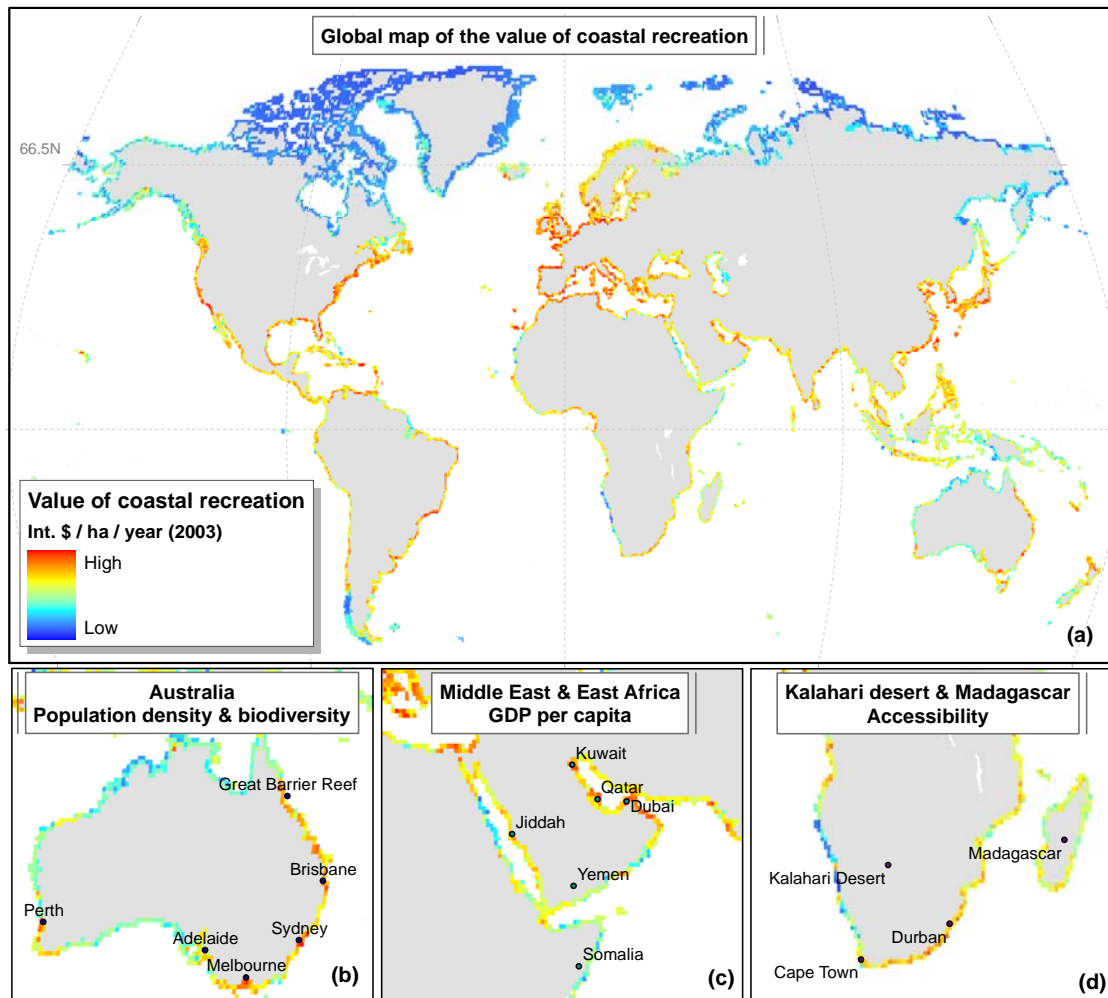 Global map of the value of coastal recreation
66.5N
Value of coastal recreation
Int. $ / ha / year (2003)
High
Low
(a)
Australia
Population density & biodiversity
Great Barrier Reef
Brisbane
Perth
Sydney
Adelaide
Melbourne
(b)
Middle East & East Africa
GDP per capita
Kuwait
Qatar
Dubai
Jiddah
Yemen
Somalia
(c)
Kalahari desert & Madagascar
Accessibility
Madagascar
Kalahari Desert
Durban
Cape Town
(d)